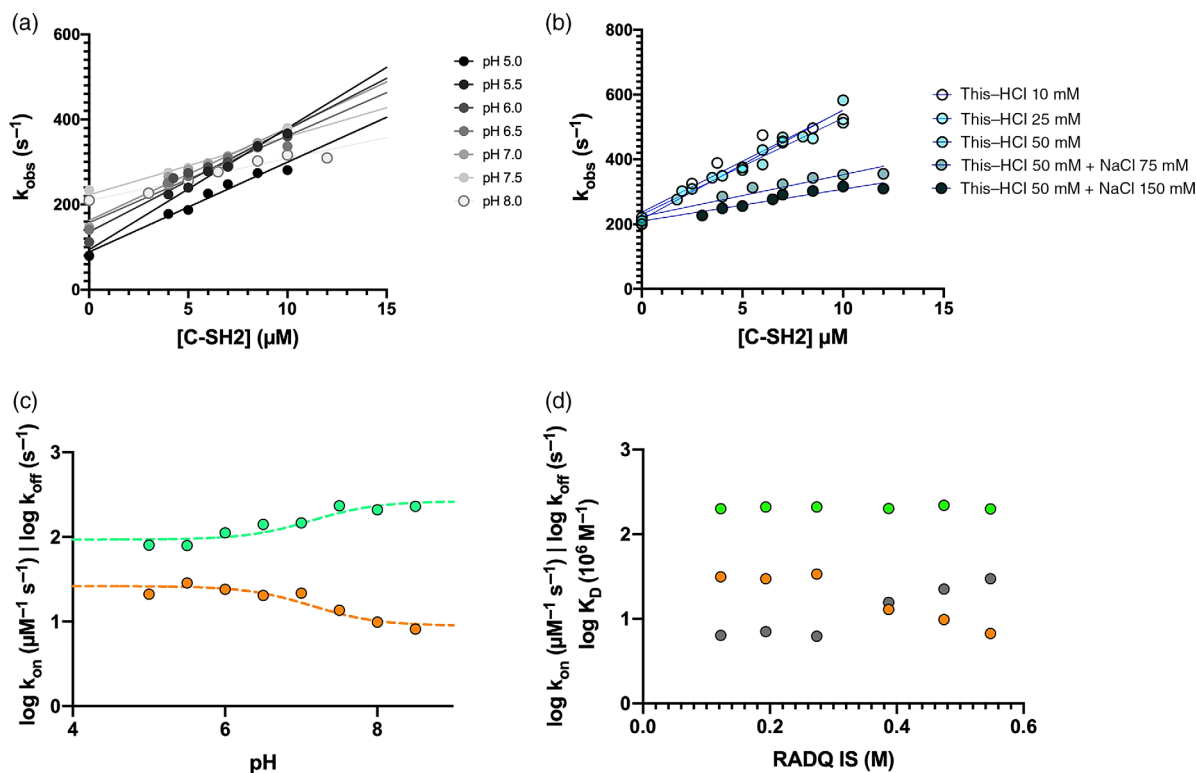 (a)
600
400
200
0
0
5
10
15
k_obs (s⁻¹)
[C-SH2] (µM)
pH 5.0
pH 5.5
pH 6.0
pH 6.5
pH 7.0
pH 7.5
pH 8.0
(b)
800
600
400
200
0
0
5
10
15
k_obs (s⁻¹)
[C-SH2] µM
This–HCl 10 mM
This–HCl 25 mM
This–HCl 50 mM
This–HCl 50 mM + NaCl 75 mM
This–HCl 50 mM + NaCl 150 mM
(c)
3
2
1
0
4
6
8
log k_on (µM⁻¹ s⁻¹) | log k_off (s⁻¹)
pH
(d)
3
2
1
0
0.0
0.2
0.4
0.6
log k_on (µM⁻¹ s⁻¹) | log k_off (s⁻¹)
log K_D (10⁶ M⁻¹)
RADQ IS (M)